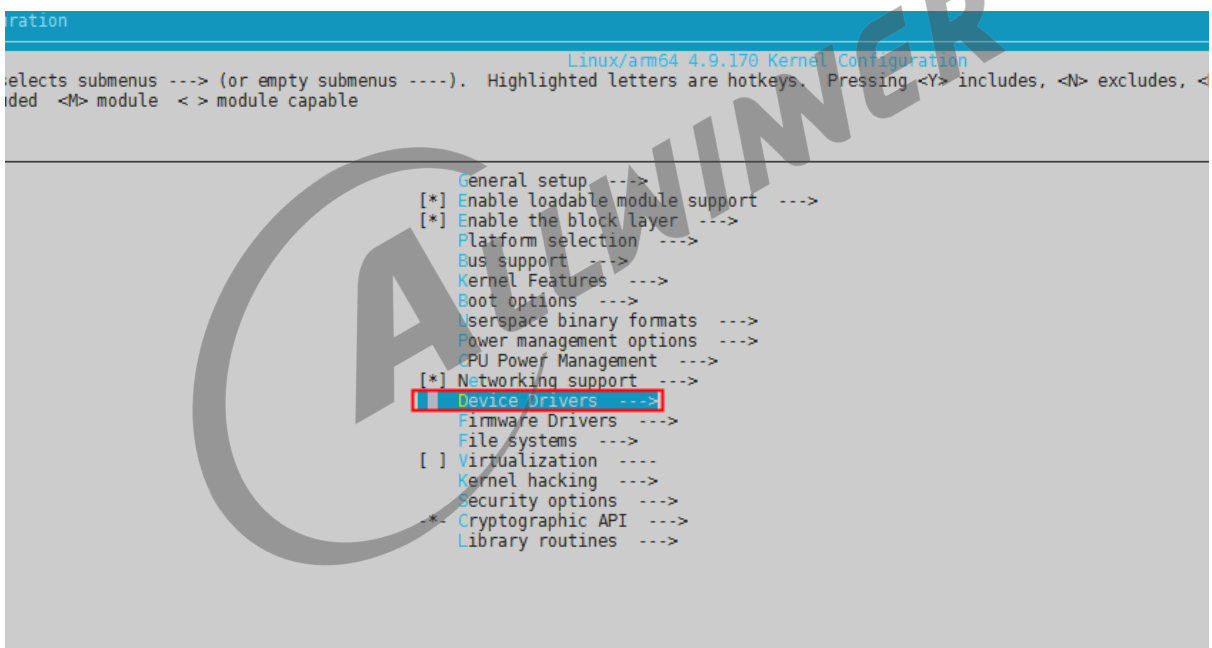 ration
Linux/arm64 4.9.170 Kernel Configuration
selects submenus ---> (or empty submenus ----).  Highlighted letters are hotkeys.  Pressing <Y> includes, <N> excludes, <
ded  <M> module  < > module capable
General setup  --->
[*] Enable loadable module support  --->
[*] Enable the block layer  --->
Platform selection  --->
Bus support  --->
Kernel Features  --->
Boot options  --->
Userspace binary formats  --->
Power management options  --->
CPU Power Management  --->
[*] Networking support  --->
Device Drivers  --->
Firmware Drivers  --->
File systems  --->
[ ] Virtualization  ----
Kernel hacking  --->
Security options  --->
-*- Cryptographic API  --->
Library routines  --->
ALLWINNER